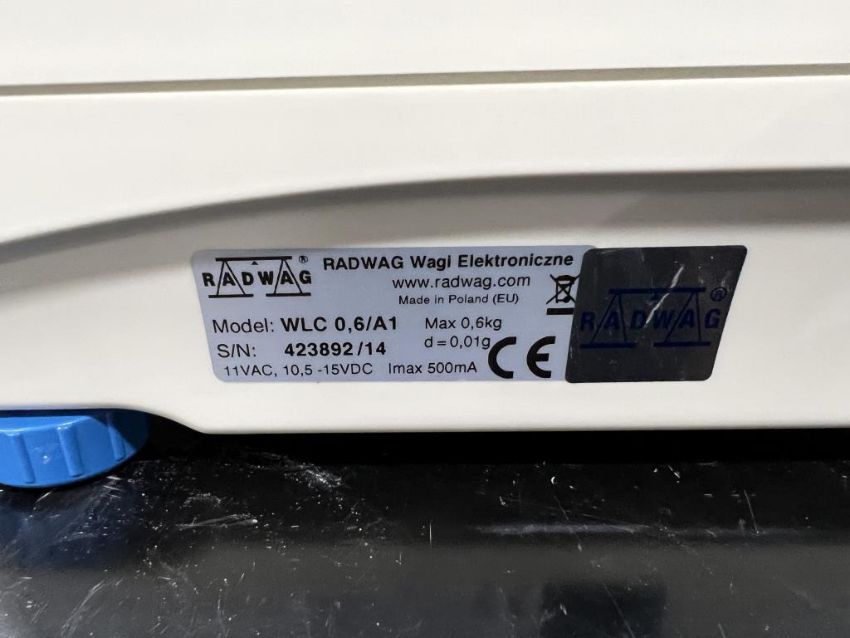 RADWAG® RADWAG Wagi Elektroniczne
www.radwag.com
Made in Poland (EU)
Model: WLC 0,6/A1 Max 0,6kg
S/N: 423892/14 d=0,01g
CE
11VAC, 10,5 -15VDC Imax 500mA
RADWAG®